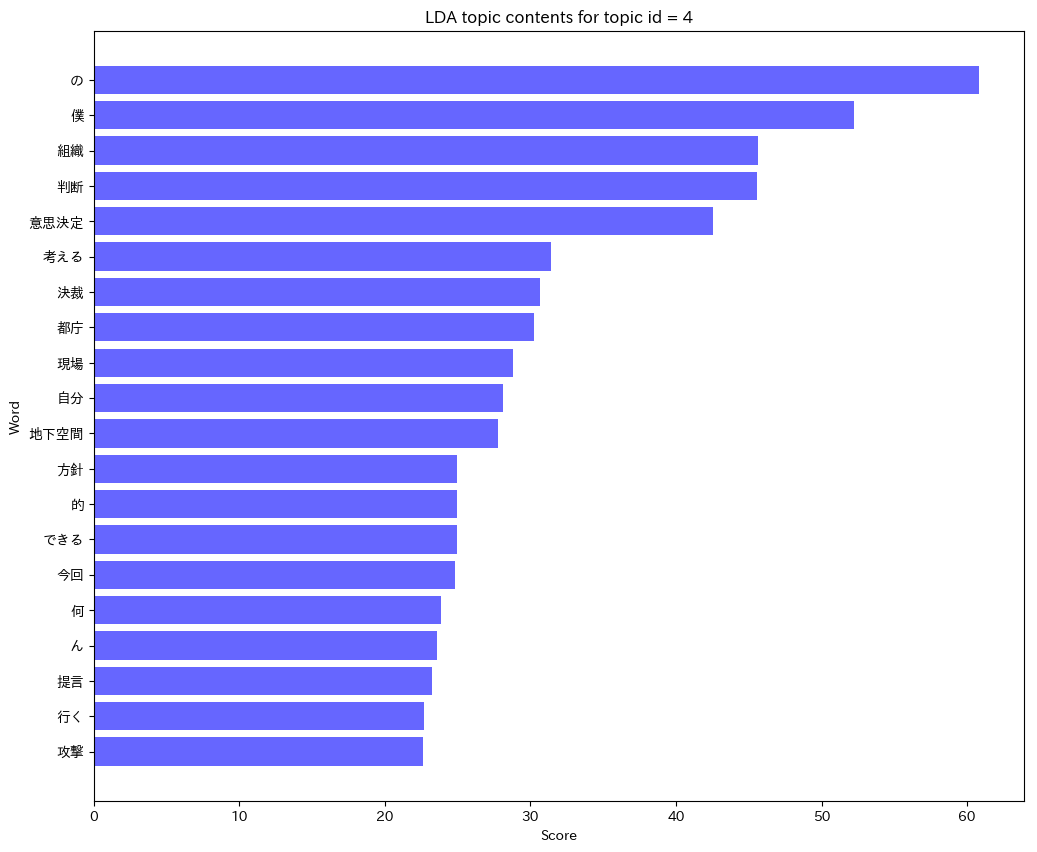 LDA topic contents for topic id = 4
の
僕
組織
判断
意思決定
考える
決裁
都庁
現場
自分
地下空間
方針
的
できる
今回
何
ん
提言
行く
攻撃
Word
0 10 20 30 40 50 60
Score